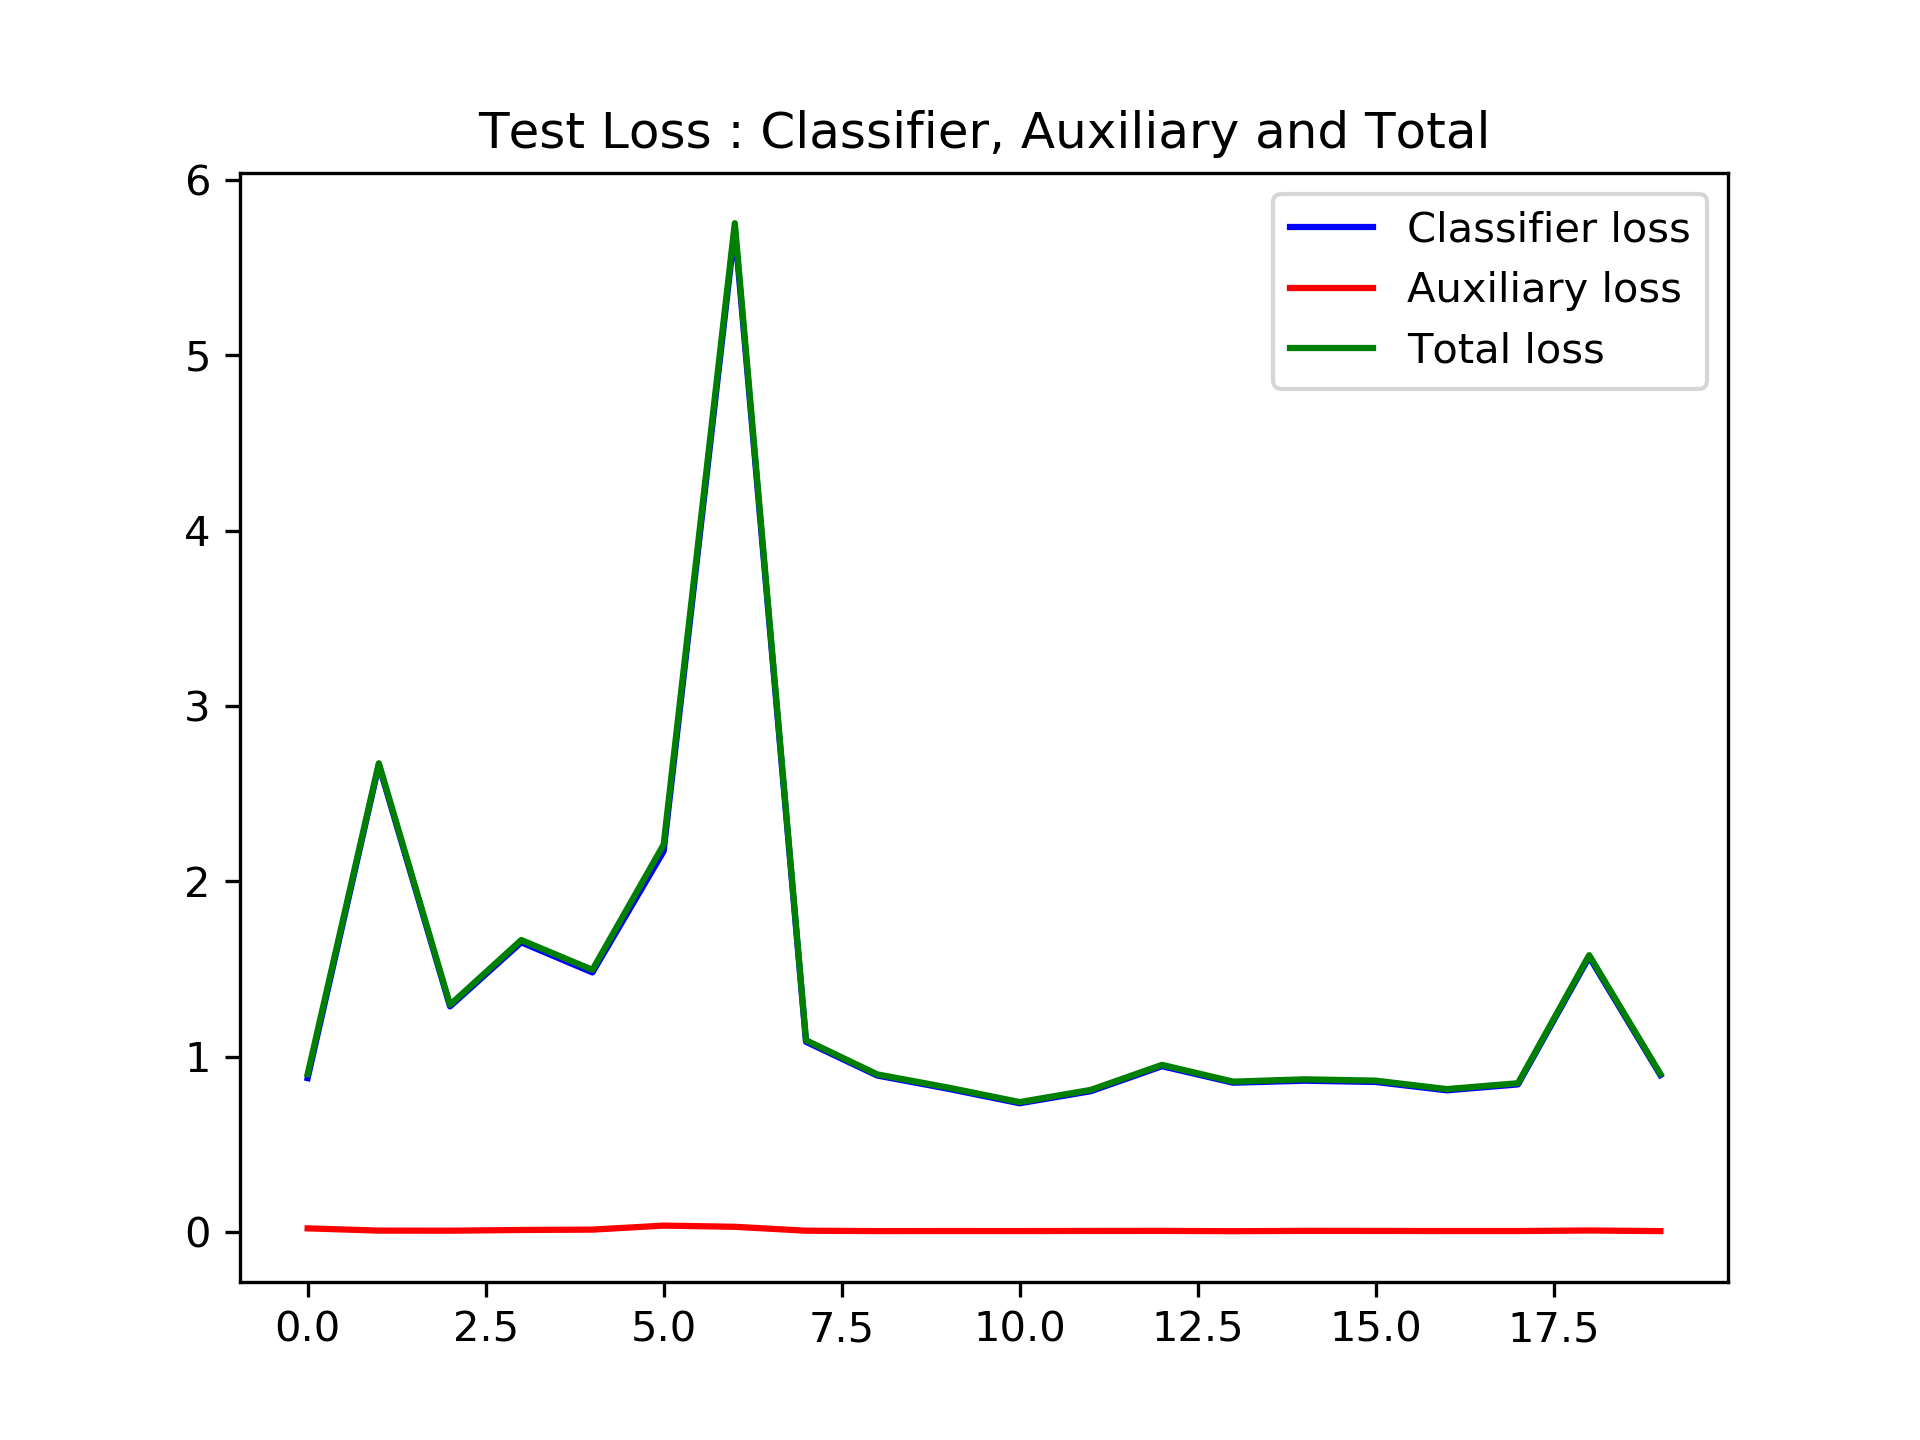 Test Loss : Classifier, Auxiliary and Total
6
5
4
3
2
1
0
Classifier loss
Auxiliary loss
Total loss
0.0 2.5 5.0 7.5 10.0 12.5 15.0 17.5